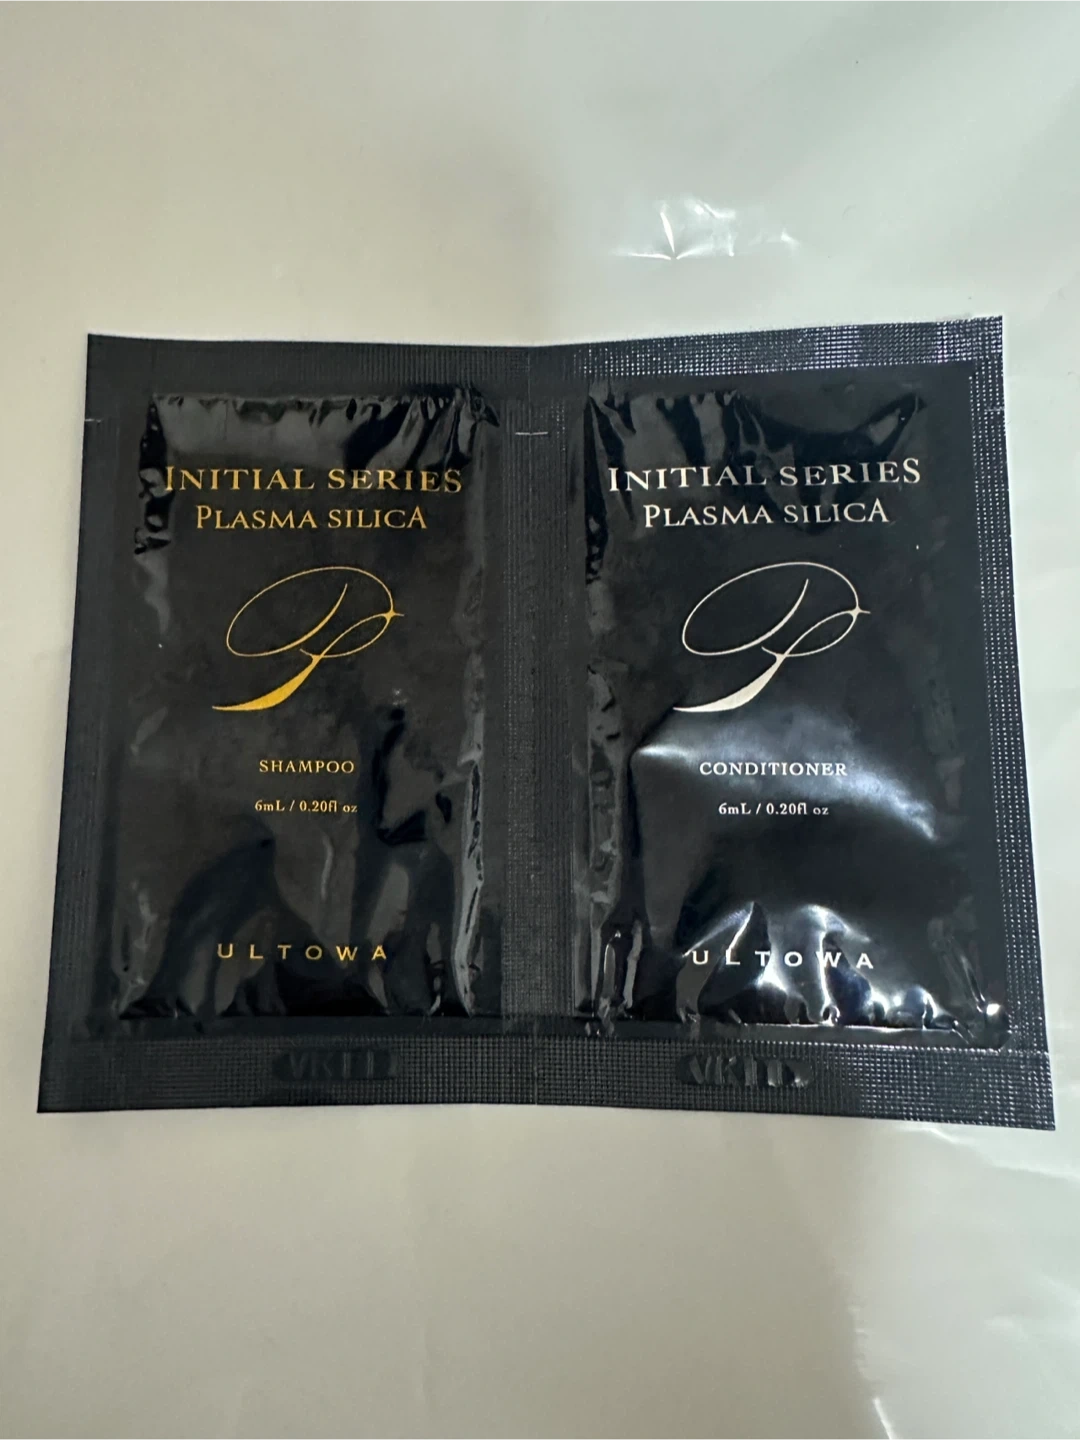 INITIAL SERIES
PLASMA SILICA
P
SHAMPOO
6mL / 0.20fl oz
ULTOWA
INITIAL SERIES
PLASMA SILICA
P
CONDITIONER
6mL / 0.20fl oz
ULTOWA